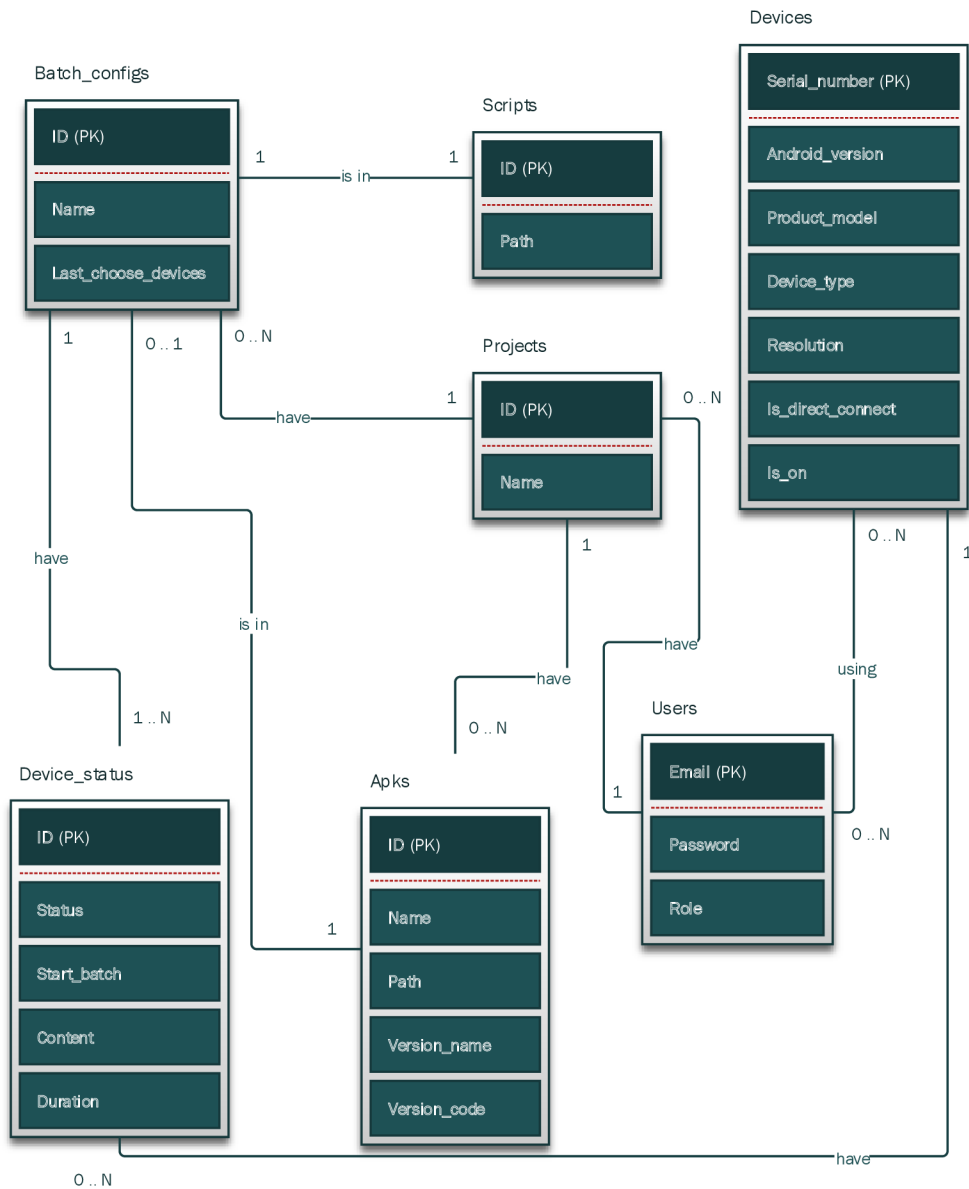 Devices
Serial_number (PK)
Android_version
Product_model
Device_type
Resolution
Is_direct_connect
Is_on
Batch_configs
ID (PK)
Name
Last_choose_devices
Scripts
ID (PK)
Path
1
is in
1
1
0 .. 1
0 .. N
have
1
Projects
ID (PK)
Name
0 .. N
1
0 .. N
1
have
is in
have
have
using
1 .. N
0 .. N
Users
Email (PK)
Password
Role
1
0 .. N
Device_status
ID (PK)
Status
Start_batch
Content
Duration
Apks
ID (PK)
Name
Path
Version_name
Version_code
1
have
0 .. N